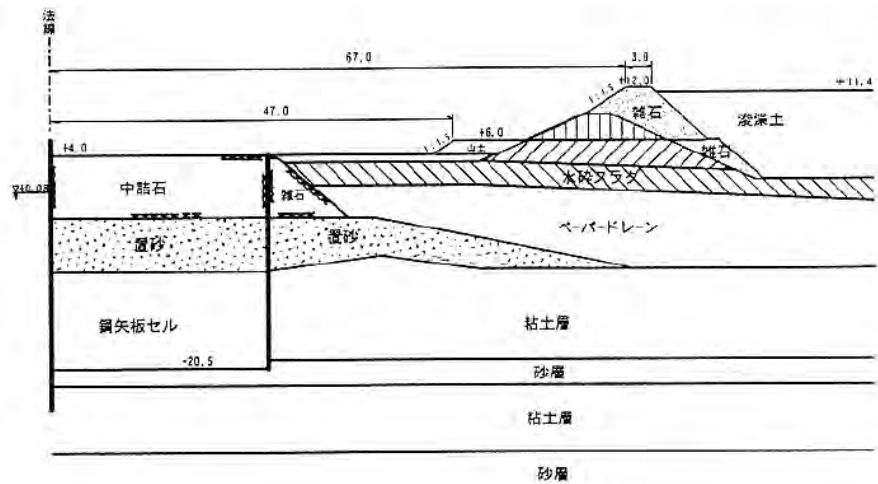 法線
67.0
3.0
47.0
1:1.5
+12.0
+11.4
雑石
浚渫土
1:1.5
+6.0
山土
雑石
+4.0
水砕スラグ
中詰石
雑石
ペーパードレーン
置砂
置砂
鋼矢板セル
粘土層
-20.5
砂層
粘土層
砂層